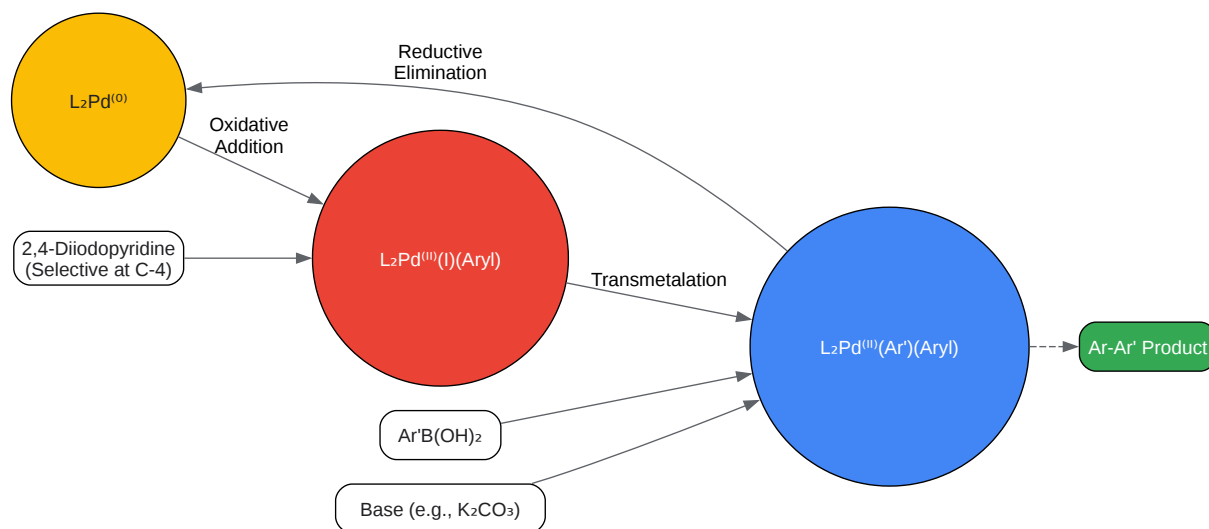 Reductive
Elimination
L₂Pd⁽⁰⁾
Oxidative
Addition
2,4-Diiodopyridine
(Selective at C-4)
L₂Pd⁽ᴵᴵ⁾(I)(Aryl)
Transmetalation
L₂Pd⁽ᴵᴵ⁾(Ar')(Aryl)
Ar-Ar' Product
Ar'B(OH)₂
Base (e.g., K₂CO₃)